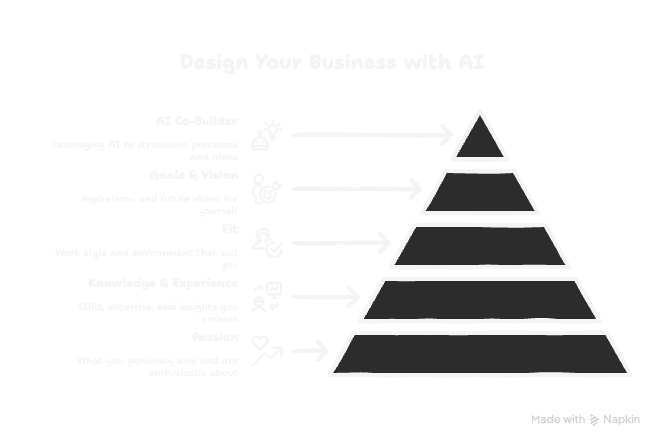 Design Your Business with AI
AI Co-Builder
Leveraging AI to streamline processes
and ideas
Goals & Vision
Aspirations and future vision for
yourself
Fit
Work style and environment that suit
you
Knowledge & Experience
Skills, expertise, and insights you
possess
Passion
What you genuinely love and are
enthusiastic about
Made with Napkin